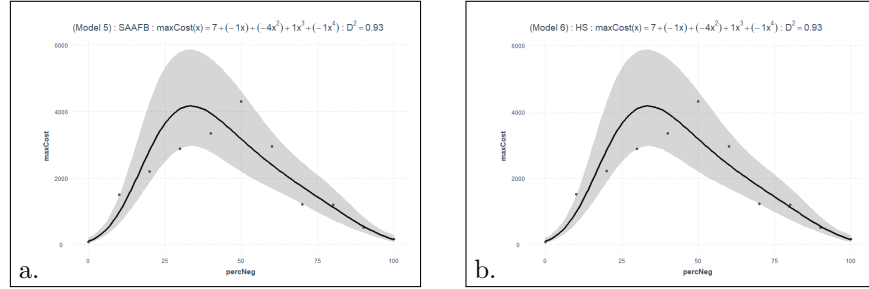 (Model 5) : SAAFB : maxCost(x) = 7 + (−1x) + (−4x²) + 1x³ + (−1x⁴) : D² = 0.93
6000
4000
2000
0
maxCost
0 25 50 75 100
percNeg
a.
(Model 6) : HS : maxCost(x) = 7 + (−1x) + (−4x²) + 1x³ + (−1x⁴) : D² = 0.93
6000
4000
2000
0
maxCost
0 25 50 75 100
percNeg
b.